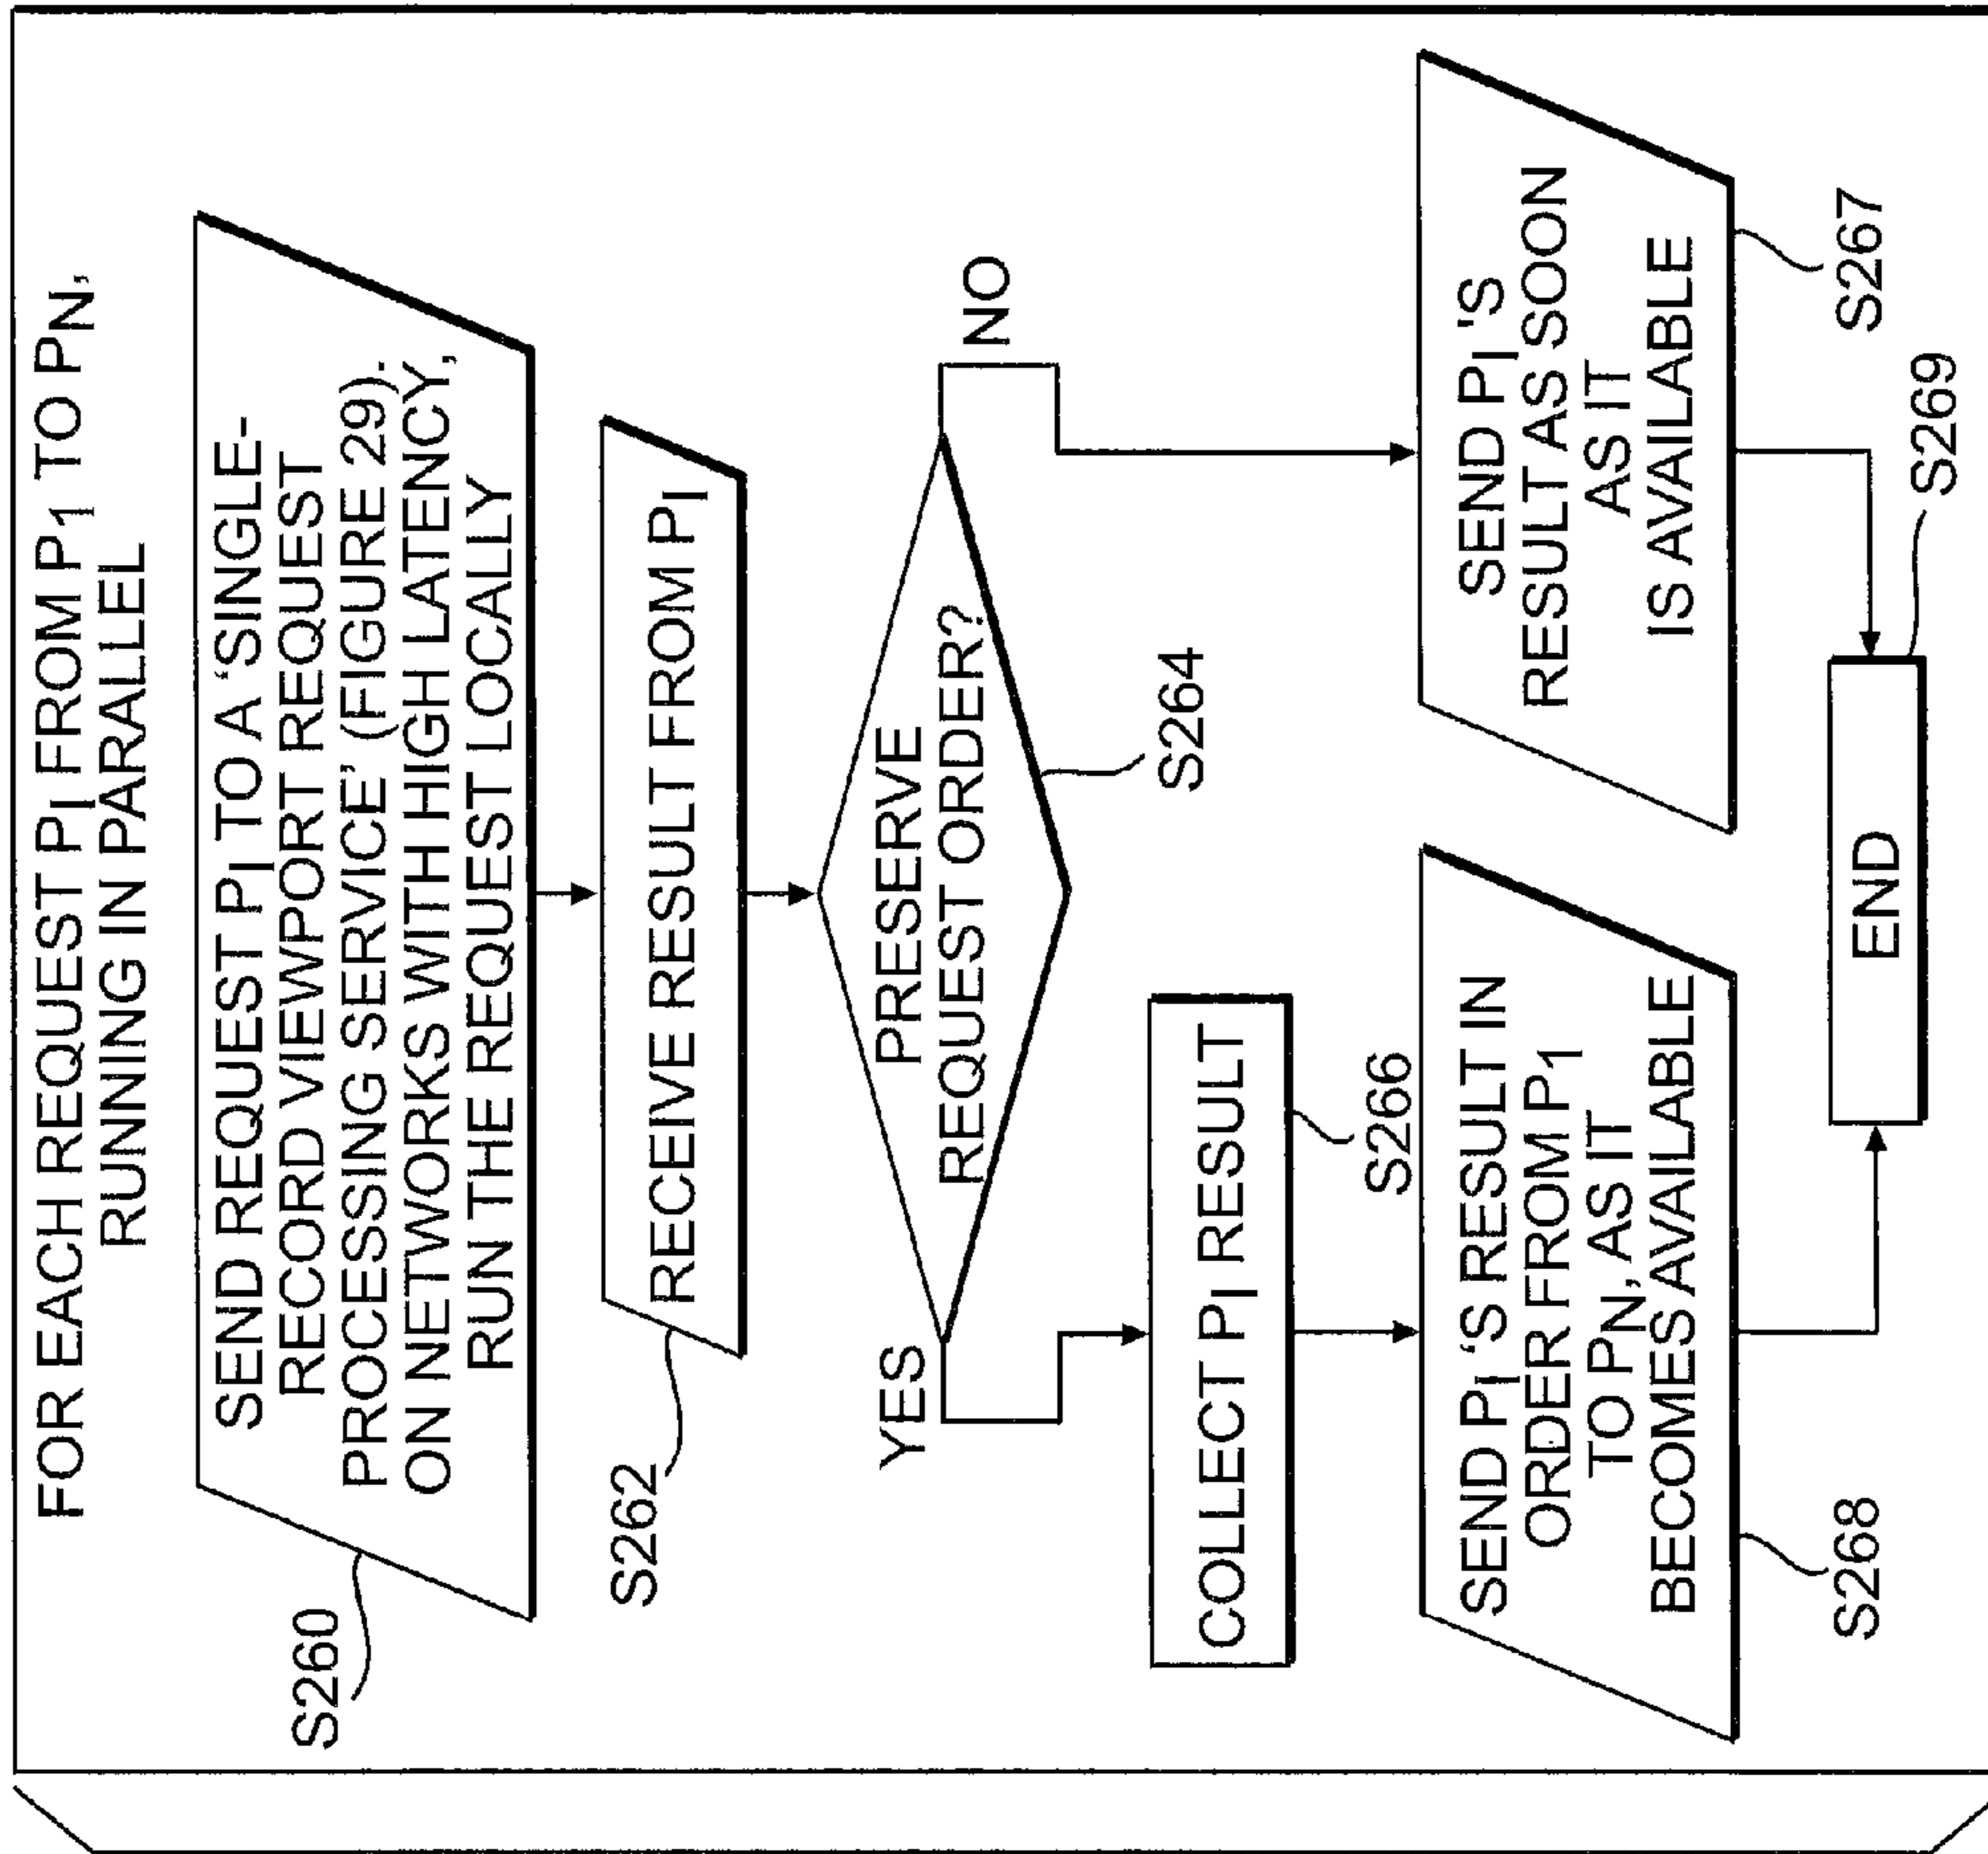 FOR EACH REQUEST PI FROM P1 TO PN,
RUNNING IN PARALLEL
SEND REQUEST PI TO A 'SINGLE-
RECORD VIEWPORT REQUEST
PROCESSING SERVICE' (FIGURE 29).
ON NETWORKS WITH HIGH LATENCY,
RUN THE REQUEST LOCALLY
S260
RECEIVE RESULT FROM PI
S262
PRESERVE
REQUEST ORDER?
S264
YES
NO
COLLECT PI RESULT
S266
SEND PI'S RESULT IN
ORDER FROM P1
TO PN, AS IT
BECOMES AVAILABLE
S268
SEND PI'S
RESULT AS SOON
AS IT
IS AVAILABLE
S267
END
S269